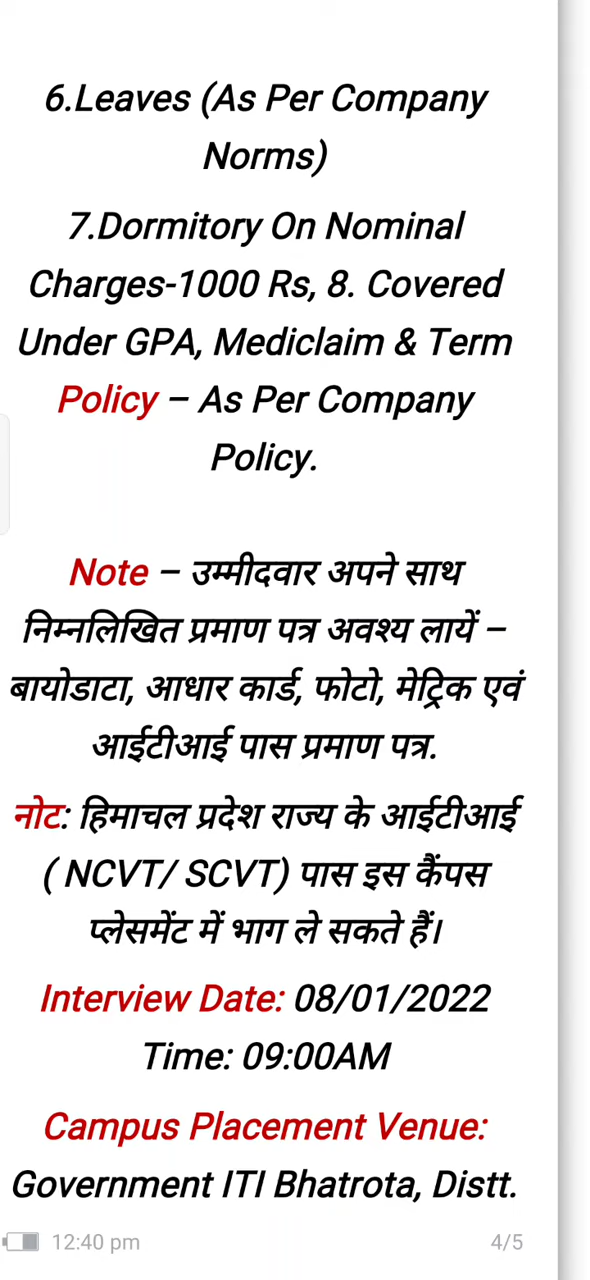 6.Leaves (As Per Company
Norms)
7.Dormitory On Nominal
Charges-1000 Rs, 8. Covered
Under GPA, Mediclaim & Term
Policy – As Per Company
Policy.
Note – उम्मीदवार अपने साथ
निम्नलिखित प्रमाण पत्र अवश्य लायें –
बायोडाटा, आधार कार्ड, फोटो, मेट्रिक एवं
आईटीआई पास प्रमाण पत्र.
नोट: हिमाचल प्रदेश राज्य के आईटीआई
( NCVT/ SCVT) पास इस कैंपस
प्लेसमेंट में भाग ले सकते हैं।
Interview Date: 08/01/2022
Time: 09:00AM
Campus Placement Venue:
Government ITI Bhatrota, Distt.
12:40 pm 4/5